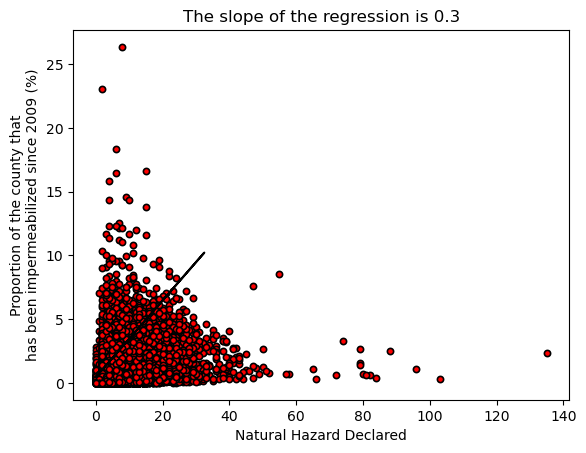 The slope of the regression is 0.3
Proportion of the county that
has been impermeabilized since 2009 (%)
25
20
15
10
5
0
0 20 40 60 80 100 120 140
Natural Hazard Declared